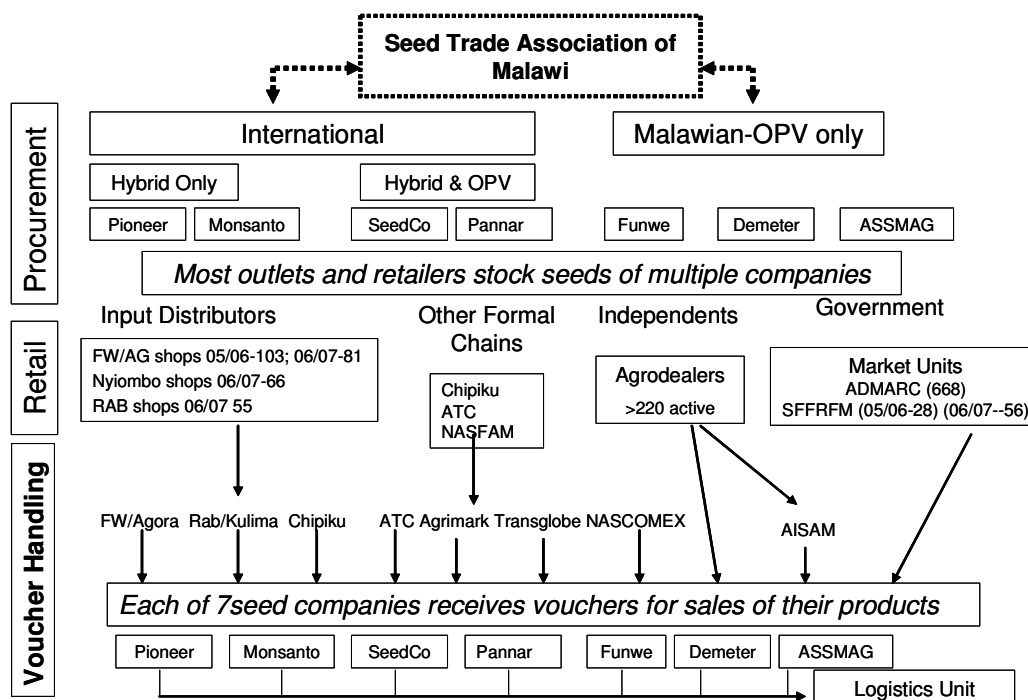 Seed Trade Association of
Malawi
Procurement
International
Malawian-OPV only
Hybrid Only
Hybrid & OPV
Pioneer
Monsanto
SeedCo
Pannar
Funwe
Demeter
ASSMAG
Most outlets and retailers stock seeds of multiple companies
Retail
Input Distributors
FW/AG shops 05/06-103; 06/07-81
Nyiombo shops 06/07-66
RAB shops 06/07 55
Other Formal
Chains
Chipiku
ATC
NASFAM
Independents
Agrodealers
>220 active
Government
Market Units
ADMARC (668)
SFFRFM (05/06-28) (06/07--56)
Voucher Handling
FW/Agora
Rab/Kulima
Chipiku
ATC Agrimark Transglobe NASCOMEX
AISAM
Each of 7seed companies receives vouchers for sales of their products
Pioneer
Monsanto
SeedCo
Pannar
Funwe
Demeter
ASSMAG
Logistics Unit